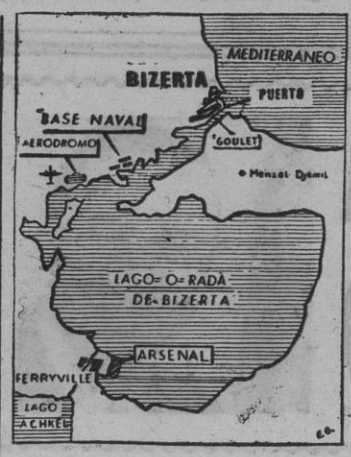 MEDITERRANEO
BIZERTA
PUERTO
BASE NAVAL
"GOULET
AERODROMO
Menzel Djemil
LAGO=O=RADA
DE=BIZERTA
ARSENAL
FERRYVILLE
LAGO
ACHKEL